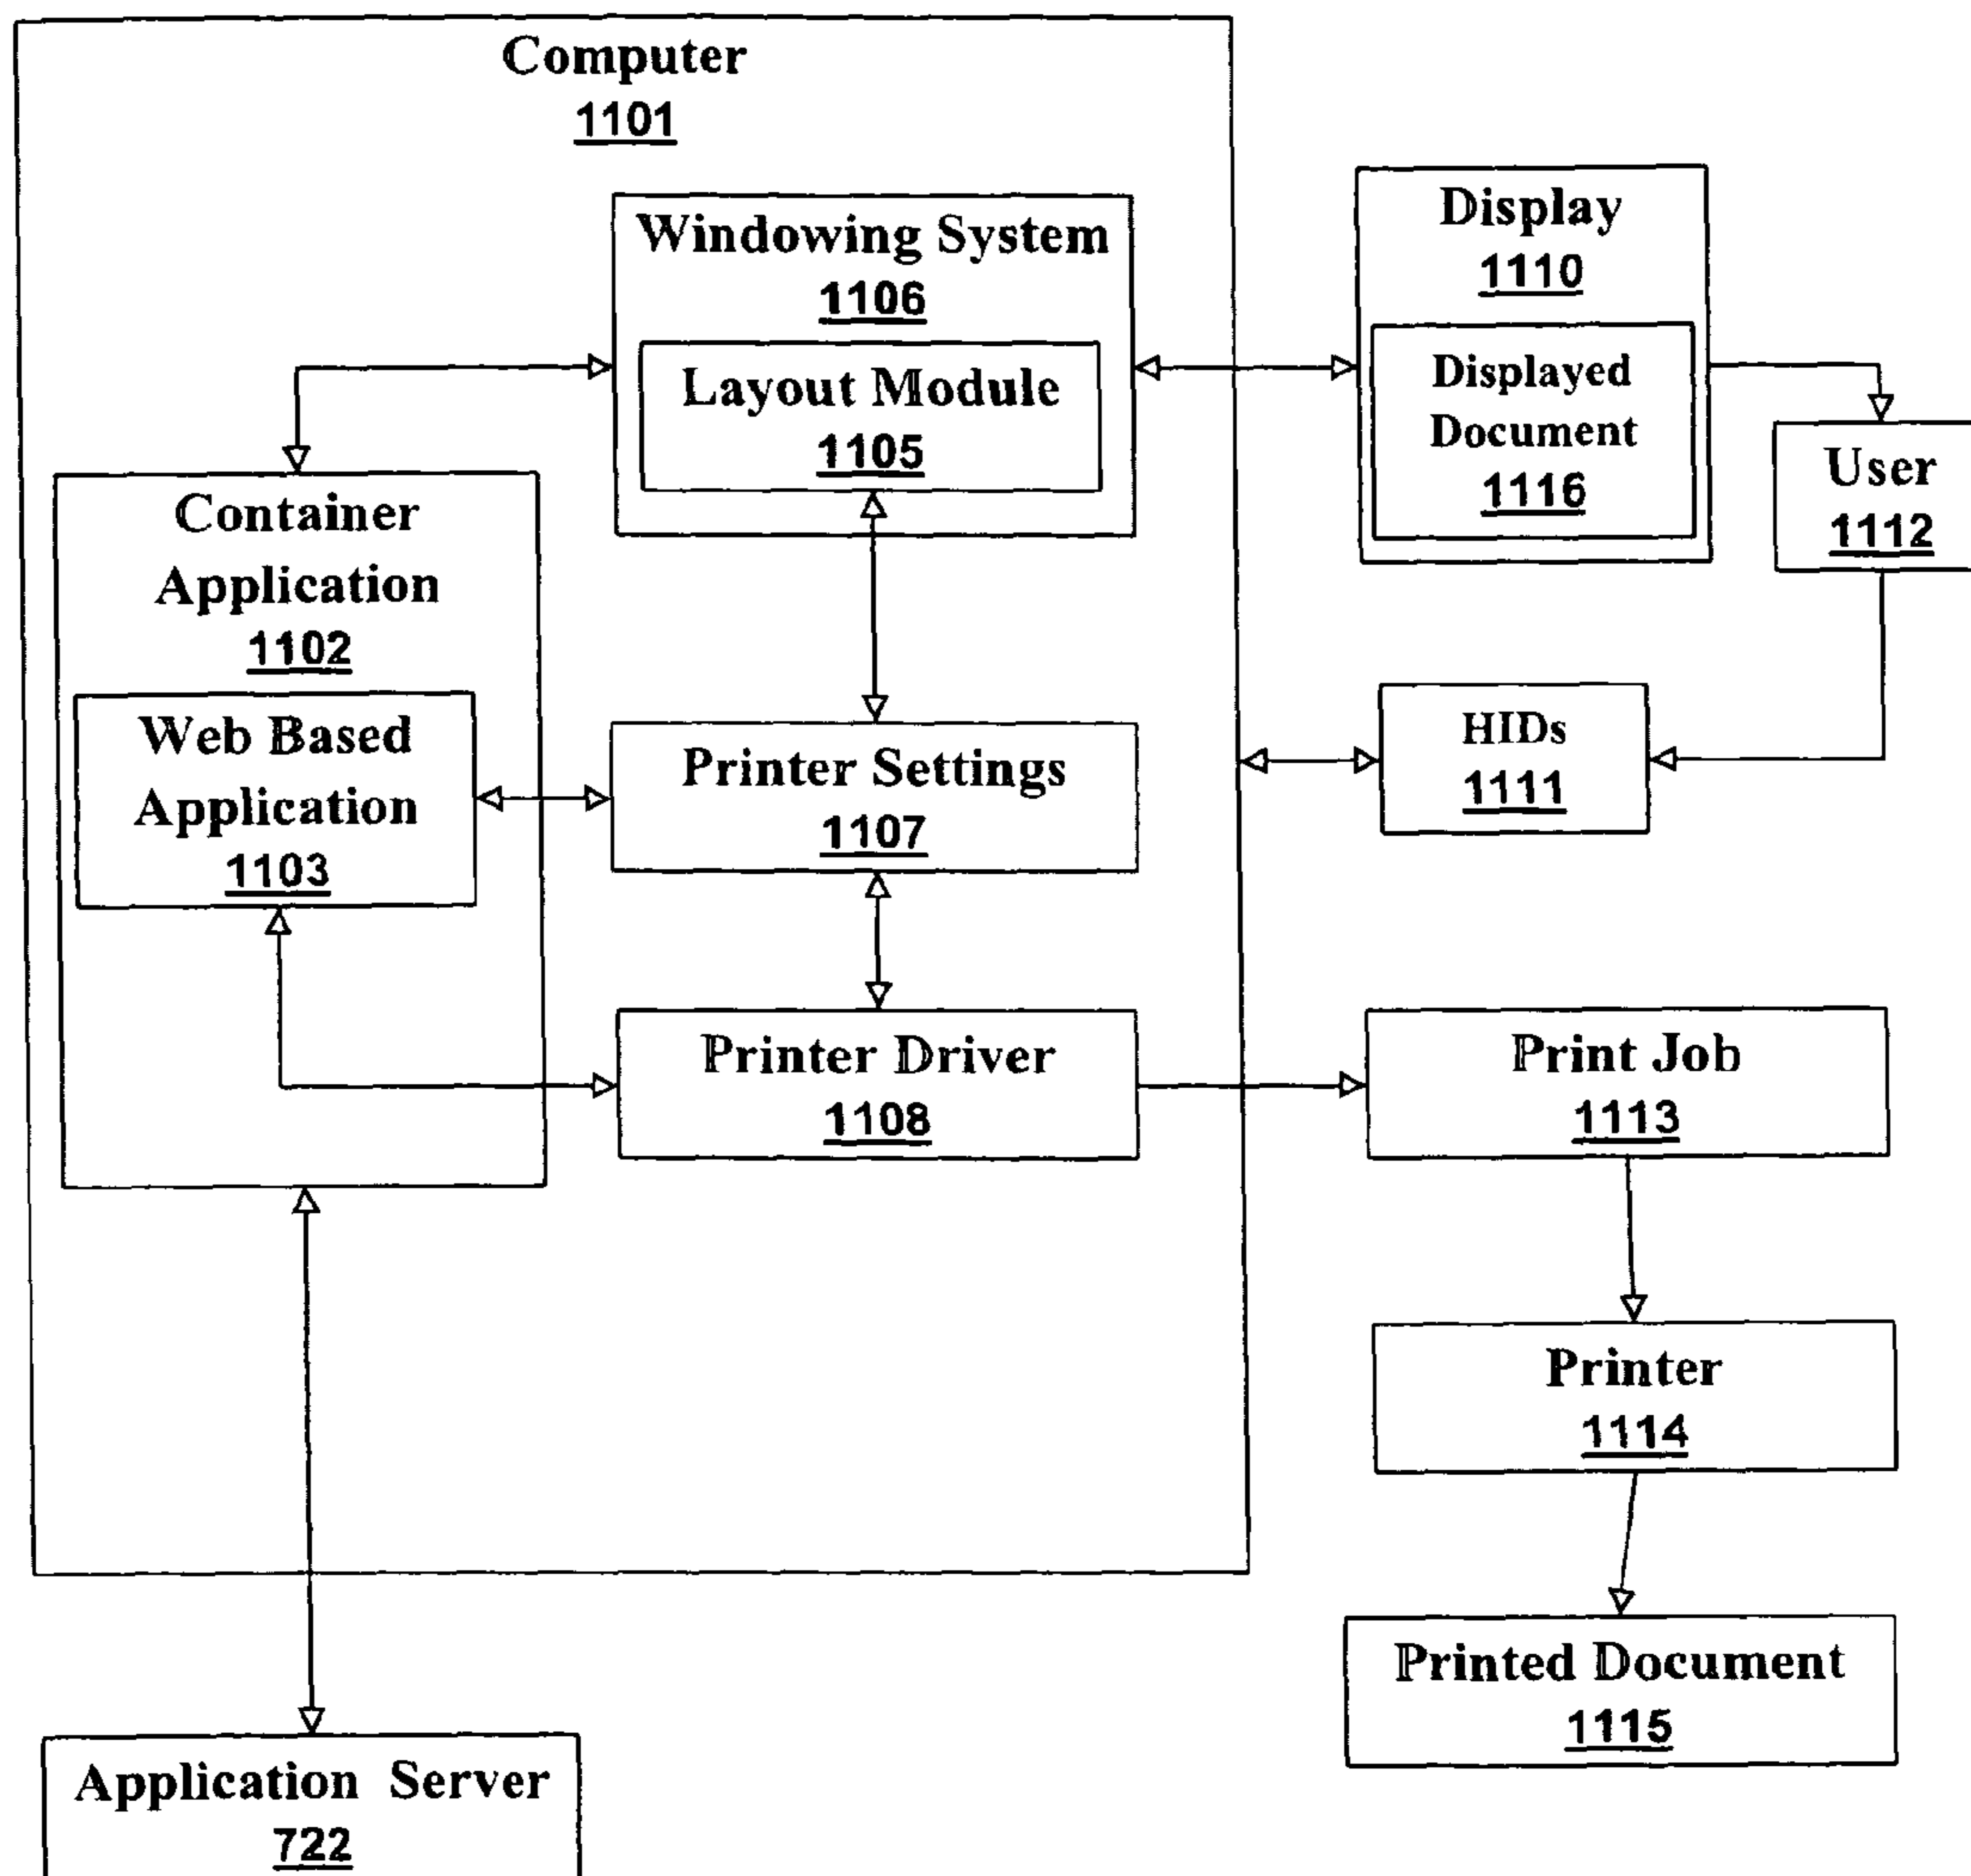 Computer
1101
Windowing System
1106
Layout Module
1105
Display
1110
Displayed
Document
1116
User
1112
Container
Application
1102
Web Based
Application
1103
Printer Settings
1107
HIDs
1111
Printer Driver
1108
Print Job
1113
Printer
1114
Printed Document
1115
Application Server
722